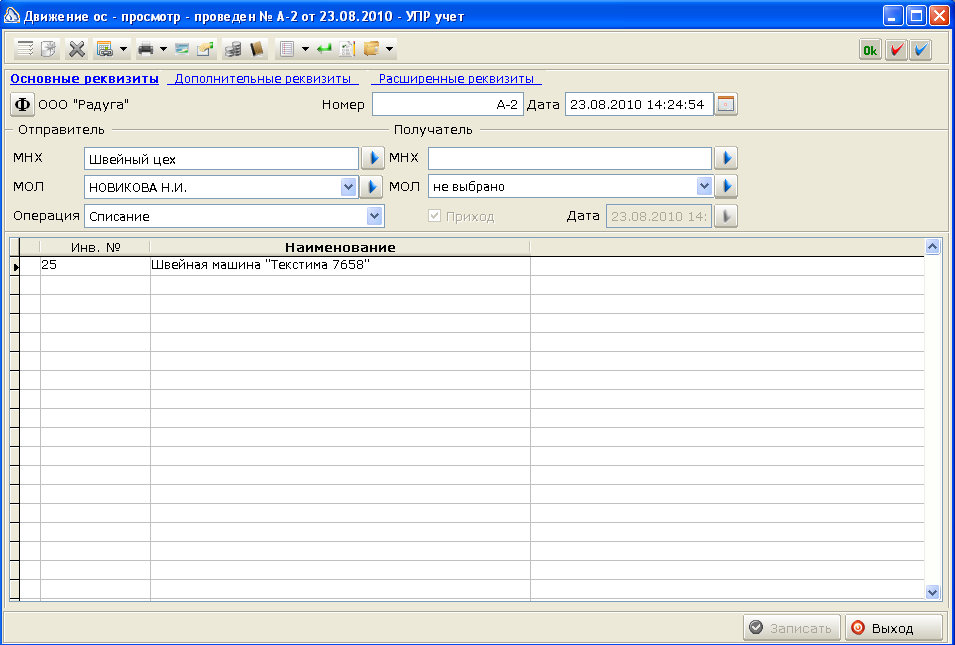 Движение ос - просмотр - проведен № А-2 от 23.08.2010 - УПР учет
Ok
Основные реквизиты Дополнительные реквизиты Расширенные реквизиты
Ф ООО "Радуга" Номер А-2 Дата 23.08.2010 14:24:54
Отправитель Получатель
МНХ Швейный цех МНХ
МОЛ НОВИКОВА Н.И. МОЛ не выбрано
Операция Списание Приход Дата 23.08.2010 14:
Инв. № Наименование
25 Швейная машина "Текстима 7658"
Записать Выход